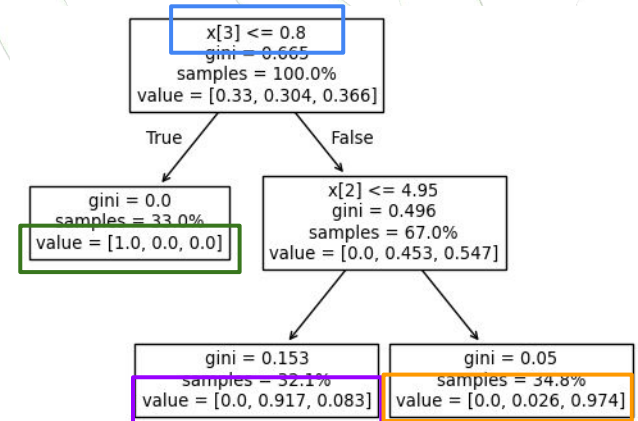 x[3] <= 0.8
gini = 0.665
samples = 100.0%
value = [0.33, 0.304, 0.366]
True
False
gini = 0.0
samples = 33.0%
value = [1.0, 0.0, 0.0]
x[2] <= 4.95
gini = 0.496
samples = 67.0%
value = [0.0, 0.453, 0.547]
gini = 0.153
samples = 32.1%
value = [0.0, 0.917, 0.083]
gini = 0.05
samples = 34.8%
value = [0.0, 0.026, 0.974]